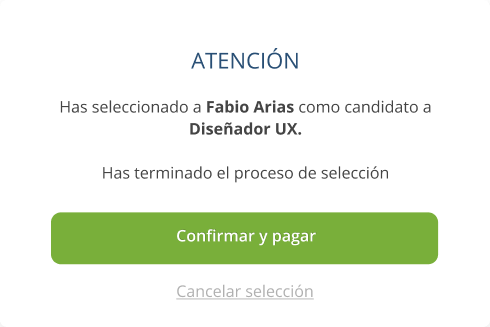 ATENCIÓN
Has seleccionado a Fabio Arias como candidato a
Diseñador UX.
Has terminado el proceso de selección
Confirmar y pagar
Cancelar selección